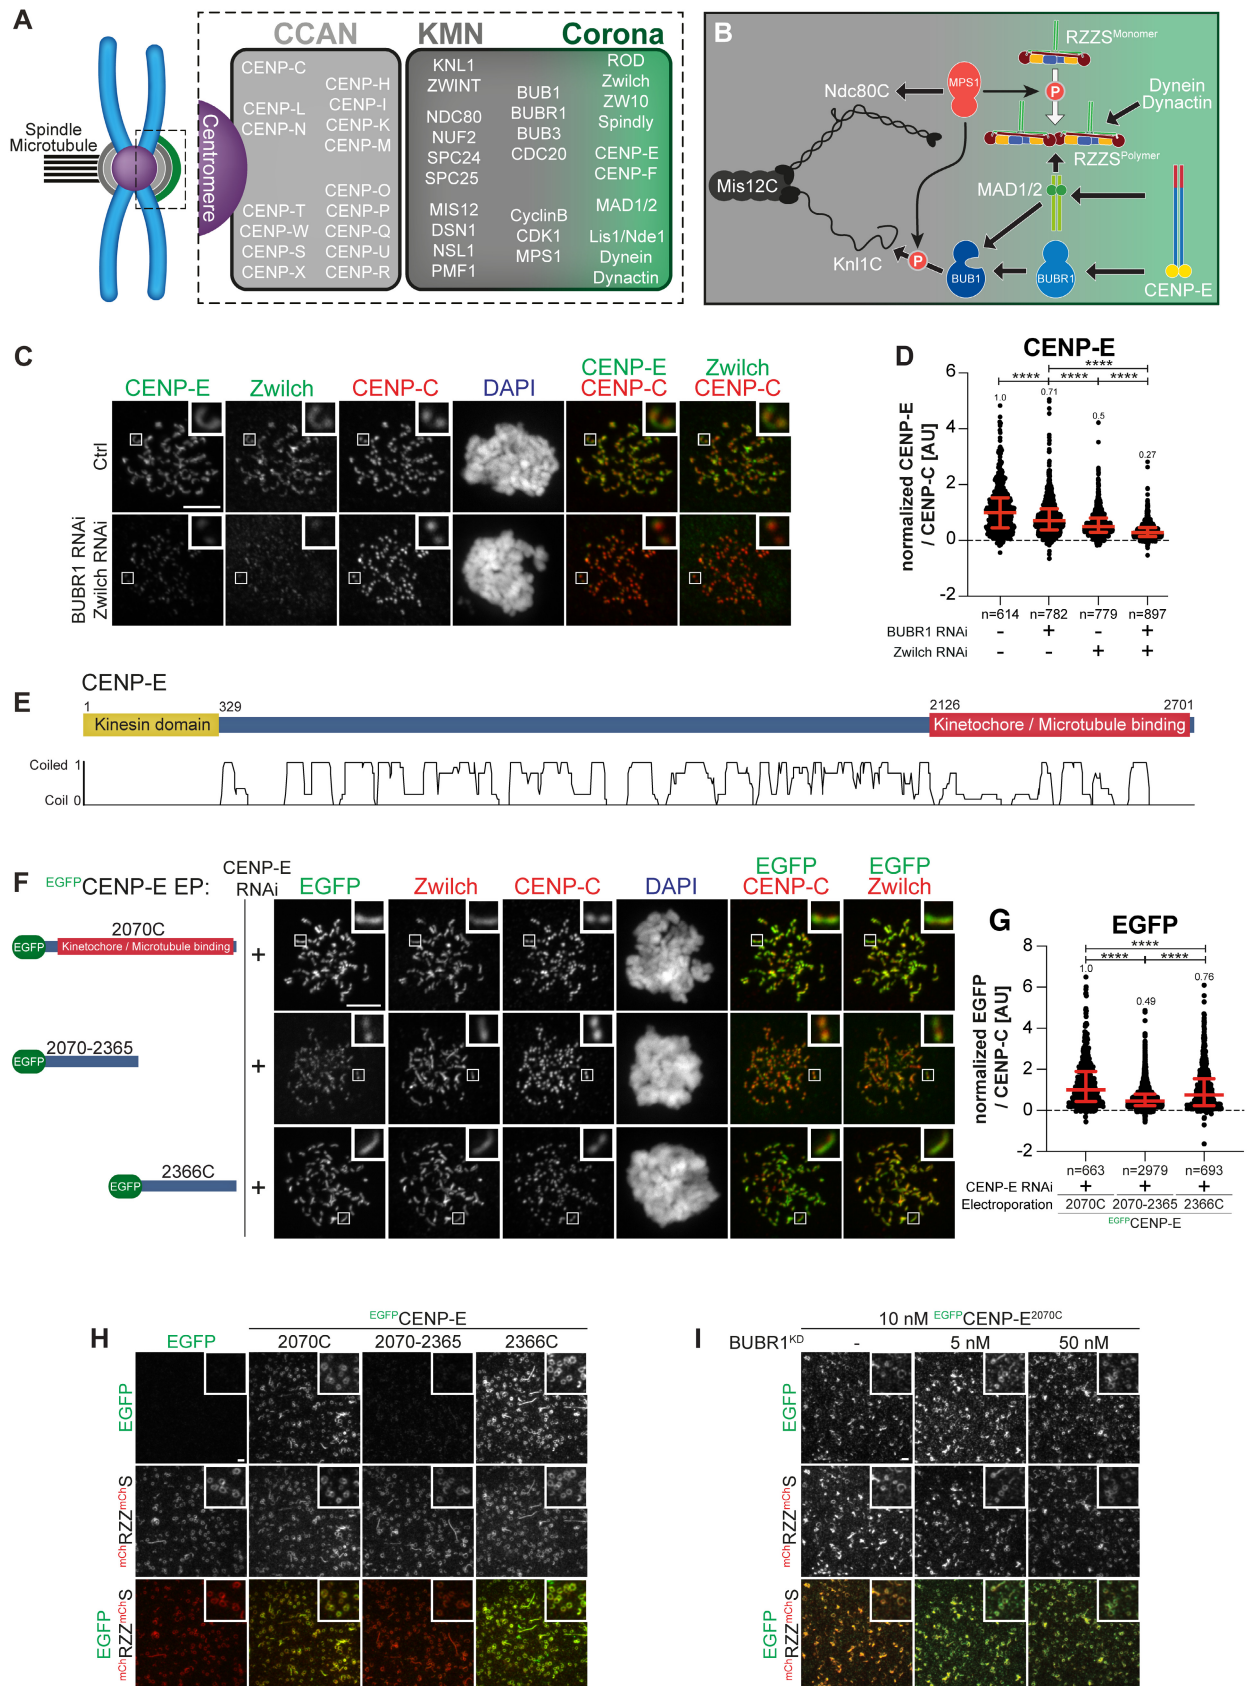 A
Spindle
Microtubule
Centromere
CCAN
KMN
Corona
CENP-C
CENP-H
CENP-L
CENP-I
CENP-N
CENP-K
CENP-M
CENP-O
CENP-T
CENP-P
CENP-W
CENP-Q
CENP-S
CENP-U
CENP-X
CENP-R
KNL1
ZWINT
NDC80
NUF2
SPC24
SPC25
MIS12
DSN1
NSL1
PMF1
BUB1
BUBR1
BUB3
CDC20
CyclinB
CDK1
MPS1
ROD
Zwilch
ZW10
Spindly
CENP-E
CENP-F
MAD1/2
Lis1/Nde1
Dynein
Dynactin
B
RZZS^Monomer
Ndc80C
MPS1
P
Dynein
Dynactin
RZZS^Polymer
Mis12C
MAD1/2
Knl1C
P
BUB1
BUBR1
CENP-E
C
CENP-E
Zwilch
CENP-C
DAPI
CENP-E
CENP-C
Zwilch
CENP-C
Ctrl
BUBR1 RNAi
Zwilch RNAi
D
CENP-E
normalized CENP-E
/ CENP-C [AU]
****
**** **** ****
6
4
2
0
-2
1.0
0.71
0.5
0.27
n=614 n=782 n=779 n=897
BUBR1 RNAi - + - +
Zwilch RNAi - - + +
E
CENP-E
1 329 2126 2701
Kinesin domain
Kinetochore / Microtubule binding
Coiled 1
Coil 0
F
EGFPCENP-E EP:
CENP-E
RNAi
EGFP
Zwilch
CENP-C
DAPI
EGFP
CENP-C
EGFP
Zwilch
2070C
EGFP
Kinetochore / Microtubule binding
+
2070-2365
EGFP
+
2366C
EGFP
+
G
EGFP
normalized EGFP
/ CENP-C [AU]
****
**** ****
8
6
4
2
0
-2
1.0
0.49
0.76
n=663 n=2979 n=693
CENP-E RNAi + + +
Electroporation 2070C 2070-2365 2366C
EGFPCENP-E
H
EGFPCENP-E
EGFP 2070C 2070-2365 2366C
EGFP
mChRZZmChS
EGFP
mChRZZmChS
I
10 nM EGFPCENP-E2070C
BUBR1KD - 5 nM 50 nM
EGFP
mChRZZmChS
EGFP
mChRZZmChS